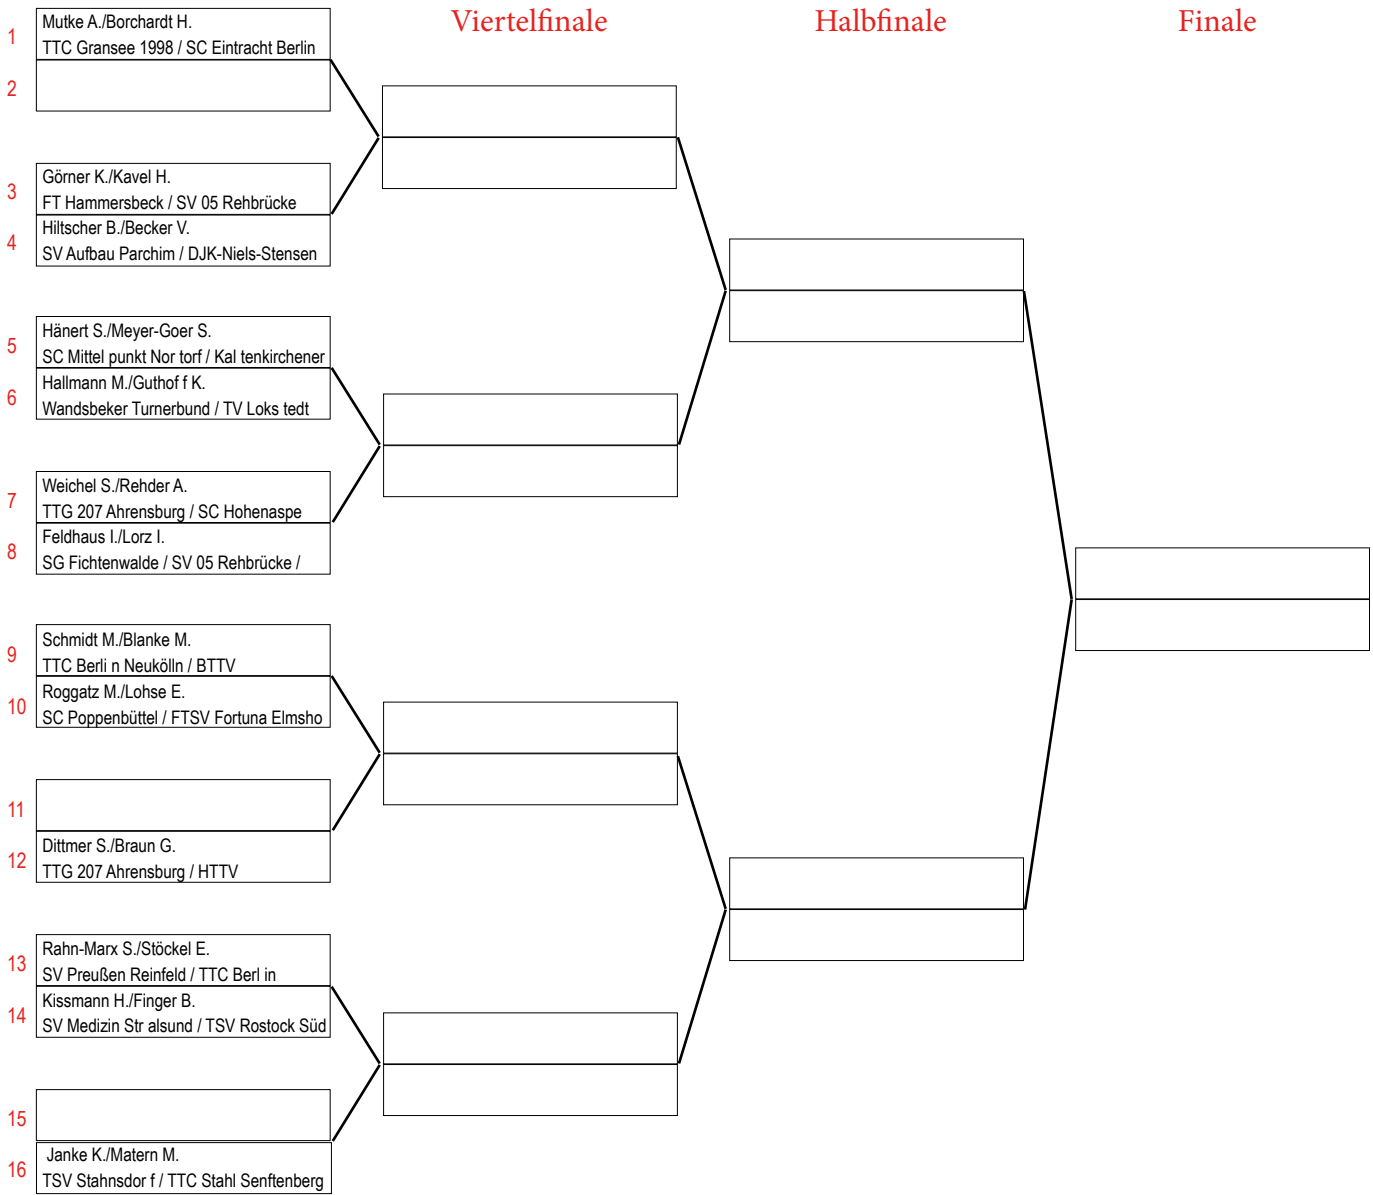 Viertelfinale
Halbfinale
Finale
1
Mutke A./Borchardt H.
TTC Gransee 1998 / SC Eintracht Berlin
2
3
Görner K./Kavel H.
FT Hammersbeck / SV 05 Rehbrücke
4
Hiltscher B./Becker V.
SV Aufbau Parchim / DJK-Niels-Stensen
5
Hänert S./Meyer-Goer S.
SC Mittel punkt Nor torf / Kal tenkirchener
6
Hallmann M./Guthof f K.
Wandsbeker Turnerbund / TV Loks tedt
7
Weichel S./Rehder A.
TTG 207 Ahrensburg / SC Hohenaspe
8
Feldhaus I./Lorz I.
SG Fichtenwalde / SV 05 Rehbrücke /
9
Schmidt M./Blanke M.
TTC Berli n Neukölln / BTTV
10
Roggatz M./Lohse E.
SC Poppenbüttel / FTSV Fortuna Elmsho
11
12
Dittmer S./Braun G.
TTG 207 Ahrensburg / HTTV
13
Rahn-Marx S./Stöckel E.
SV Preußen Reinfeld / TTC Berl in
14
Kissmann H./Finger B.
SV Medizin Str alsund / TSV Rostock Süd
15
16
Janke K./Matern M.
TSV Stahnsdor f / TTC Stahl Senftenberg